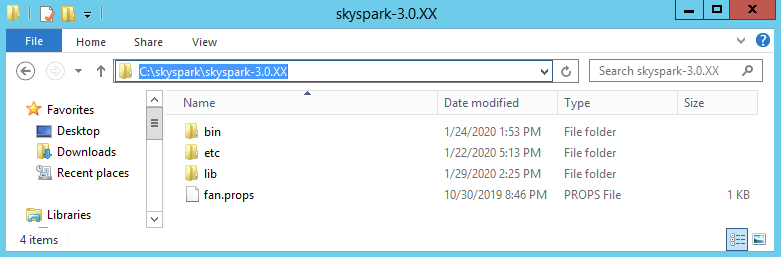 skyspark-3.0.XX
File Home Share View
C:\skyspark\skyspark-3.0.XX Search skyspark-3.0.XX
Favorites
Desktop
Downloads
Recent places
Libraries
Name Date modified Type Size
bin 1/24/2020 1:53 PM File folder
etc 1/22/2020 5:13 PM File folder
lib 1/29/2020 2:25 PM File folder
fan.props 10/30/2019 8:46 PM PROPS File 1 KB
4 items